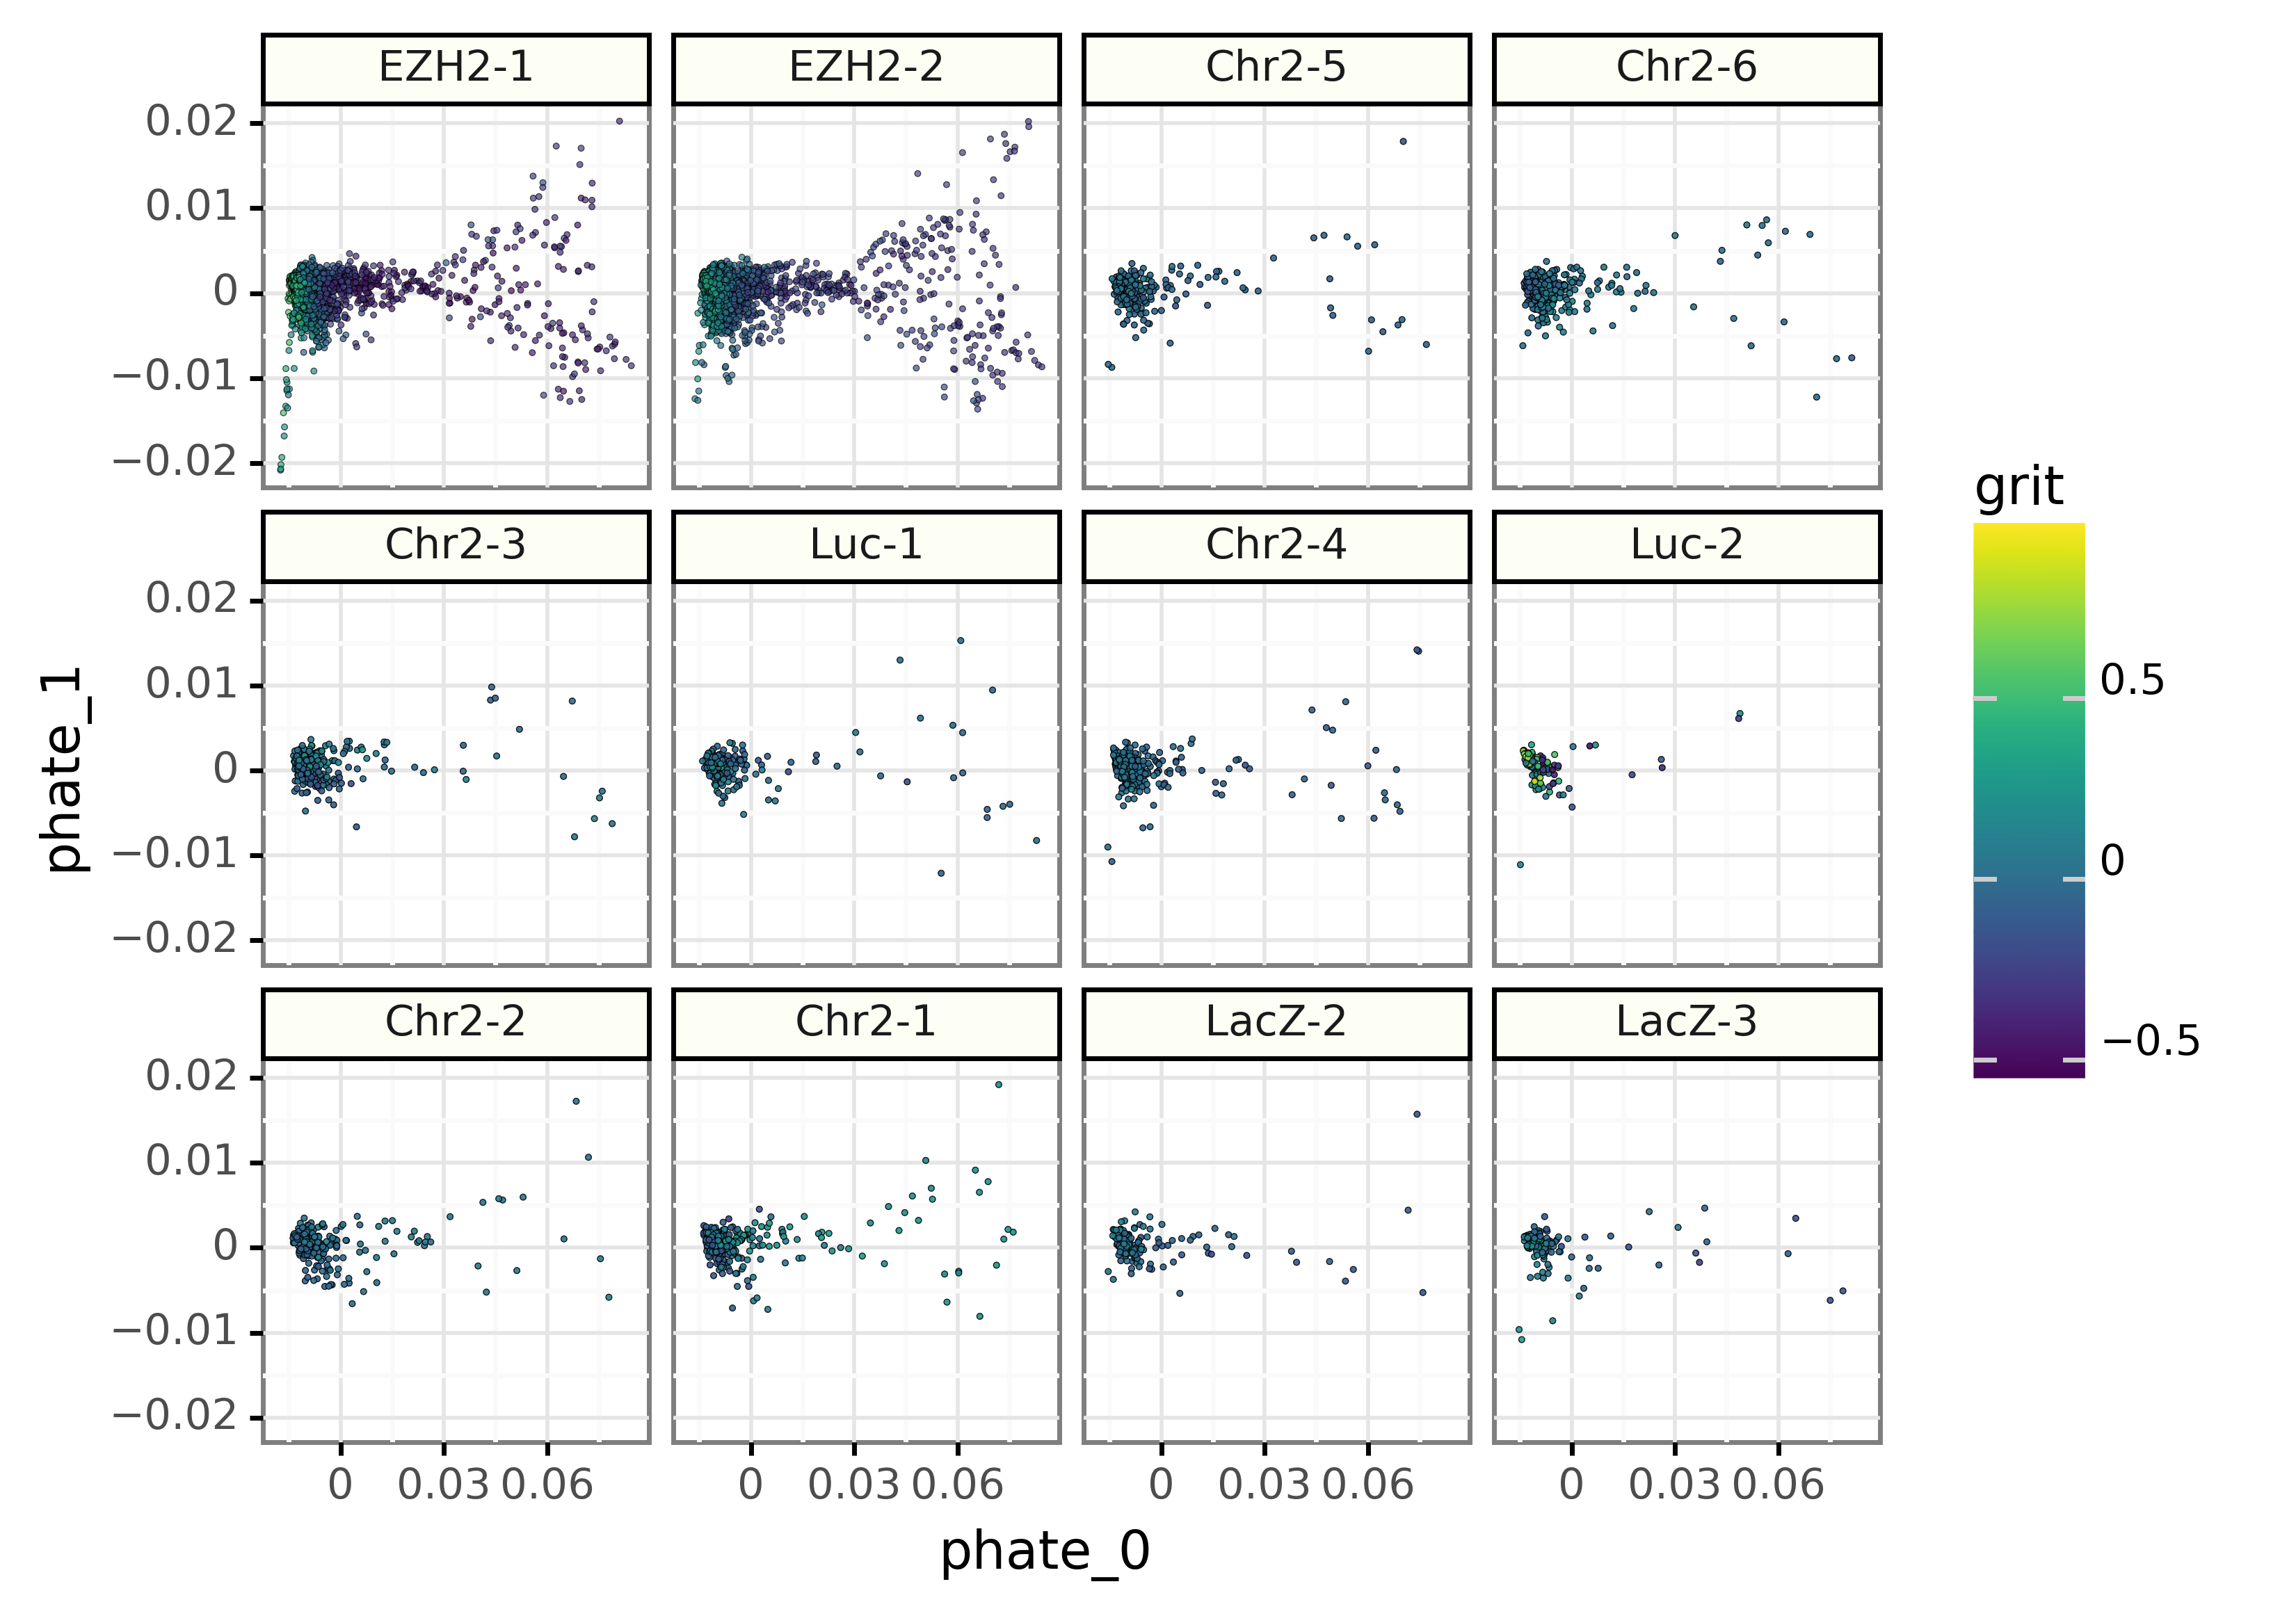 EZH2-1 EZH2-2 Chr2-5 Chr2-6
0.02
0.01
0
−0.01
−0.02
Chr2-3 Luc-1 Chr2-4 Luc-2
0.02
0.01
0
−0.01
−0.02
Chr2-2 Chr2-1 LacZ-2 LacZ-3
0.02
0.01
0
−0.01
−0.02
0 0.03 0.06 0 0.03 0.06 0 0.03 0.06 0 0.03 0.06
phate_0
phate_1
grit
0.5
0
−0.5